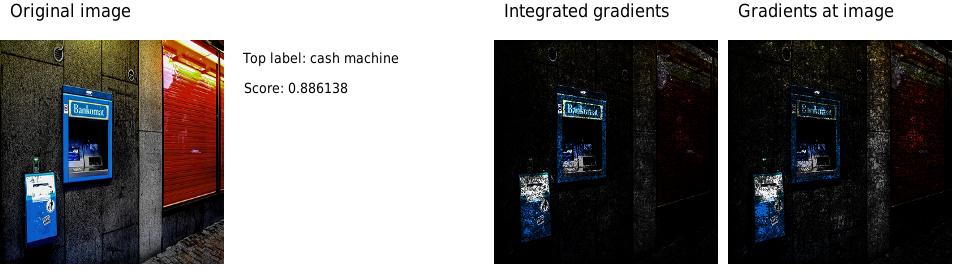 Original image
Top label: cash machine
Score: 0.886138
Integrated gradients
Gradients at image
Bankomat
Bankomat
Bankomat